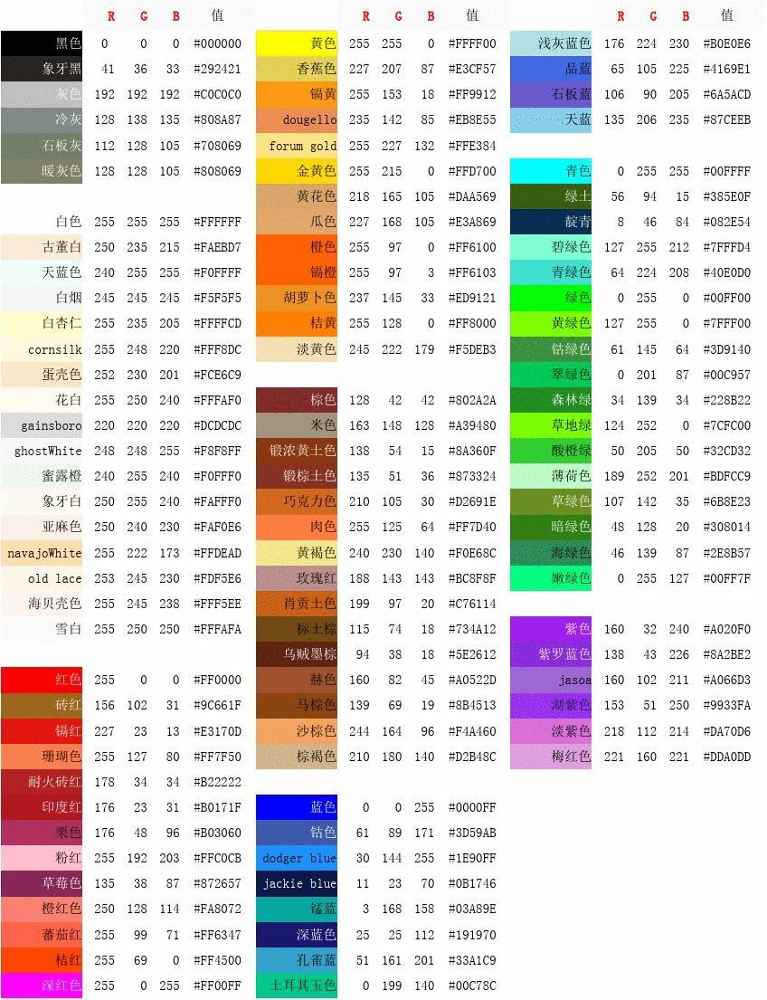 R G B 值
黑色 0 0 0 #000000
象牙黑 41 36 33 #292421
灰色 192 192 192 #C0C0C0
冷灰 128 138 135 #808A87
石板灰 112 128 105 #708069
暖灰色 128 128 105 #808069
白色 255 255 255 #FFFFFF
古董白 250 235 215 #FAEBD7
天蓝色 240 255 255 #F0FFFF
白烟 245 245 245 #F5F5F5
白杏仁 255 235 205 #FFFFCD
cornsilk 255 248 220 #FFF8DC
蛋壳色 252 230 201 #FCE6C9
花白 255 250 240 #FFFAF0
gainsboro 220 220 220 #DCDCDC
ghostWhite 248 248 255 #F8F8FF
蜜露橙 240 255 240 #F0FFF0
象牙白 250 255 240 #FAFFF0
亚麻色 250 240 230 #FAF0E6
navajoWhite 255 222 173 #FFDEAD
old lace 253 245 230 #FDF5E6
海贝壳色 255 245 238 #FFF5EE
雪白 255 250 250 #FFFAFA
红色 255 0 0 #FF0000
砖红 156 102 31 #9C661F
镉红 227 23 13 #E3170D
珊瑚色 255 127 80 #FF7F50
耐火砖红 178 34 34 #B22222
印度红 176 23 31 #B0171F
栗色 176 48 96 #B03060
粉红 255 192 203 #FFC0CB
草莓色 135 38 87 #872657
橙红色 250 128 114 #FA8072
蕃茄红 255 99 71 #FF6347
桔红 255 69 0 #FF4500
深红色 255 0 255 #FF00FF
R G B 值
黄色 255 255 0 #FFFF00
香蕉色 227 207 87 #E3CF57
镉黄 255 153 18 #FF9912
dougello 235 142 85 #EB8E55
forum gold 255 227 132 #FFE384
金黄色 255 215 0 #FFD700
黄花色 218 165 105 #DAA569
瓜色 227 168 105 #E3A869
橙色 255 97 0 #FF6100
镉橙 255 97 3 #FF6103
胡萝卜色 237 145 33 #ED9121
桔黄 255 128 0 #FF8000
淡黄色 245 222 179 #F5DEB3
棕色 128 42 42 #802A2A
米色 163 148 128 #A39480
锻浓黄土色 138 54 15 #8A360F
锻棕土色 135 51 36 #873324
巧克力色 210 105 30 #D2691E
肉色 255 125 64 #FF7D40
黄褐色 240 230 140 #F0E68C
玫瑰红 188 143 143 #BC8F8F
肖贡土色 199 97 20 #C76114
标土棕 115 74 18 #734A12
乌贼墨棕 94 38 18 #5E2612
赫色 160 82 45 #A0522D
马棕色 139 69 19 #8B4513
沙棕色 244 164 96 #F4A460
棕褐色 210 180 140 #D2B48C
蓝色 0 0 255 #0000FF
钴色 61 89 171 #3D59AB
dodger blue 30 144 255 #1E90FF
jackie blue 11 23 70 #0B1746
锰蓝 3 168 158 #03A89E
深蓝色 25 25 112 #191970
孔雀蓝 51 161 201 #33A1C9
土耳其玉色 0 199 140 #00C78C
R G B 值
浅灰蓝色 176 224 230 #B0E0E6
品蓝 65 105 225 #4169E1
石板蓝 106 90 205 #6A5ACD
天蓝 135 206 235 #87CEEB
青色 0 255 255 #00FFFF
绿土 56 94 15 #385E0F
靛青 8 46 84 #082E54
碧绿色 127 255 212 #7FFFD4
青绿色 64 224 208 #40E0D0
绿色 0 255 0 #00FF00
黄绿色 127 255 0 #7FFF00
钴绿色 61 145 64 #3D9140
翠绿色 0 201 87 #00C957
森林绿 34 139 34 #228B22
草地绿 124 252 0 #7CFC00
酸橙绿 50 205 50 #32CD32
薄荷色 189 252 201 #BDFCC9
草绿色 107 142 35 #6B8E23
暗绿色 48 128 20 #308014
海绿色 46 139 87 #2E8B57
嫩绿色 0 255 127 #00FF7F
紫色 160 32 240 #A020F0
紫罗蓝色 138 43 226 #8A2BE2
jasoa 160 102 211 #A066D3
湖紫色 153 51 250 #9933FA
淡紫色 218 112 214 #DA70D6
梅红色 221 160 221 #DDA0DD